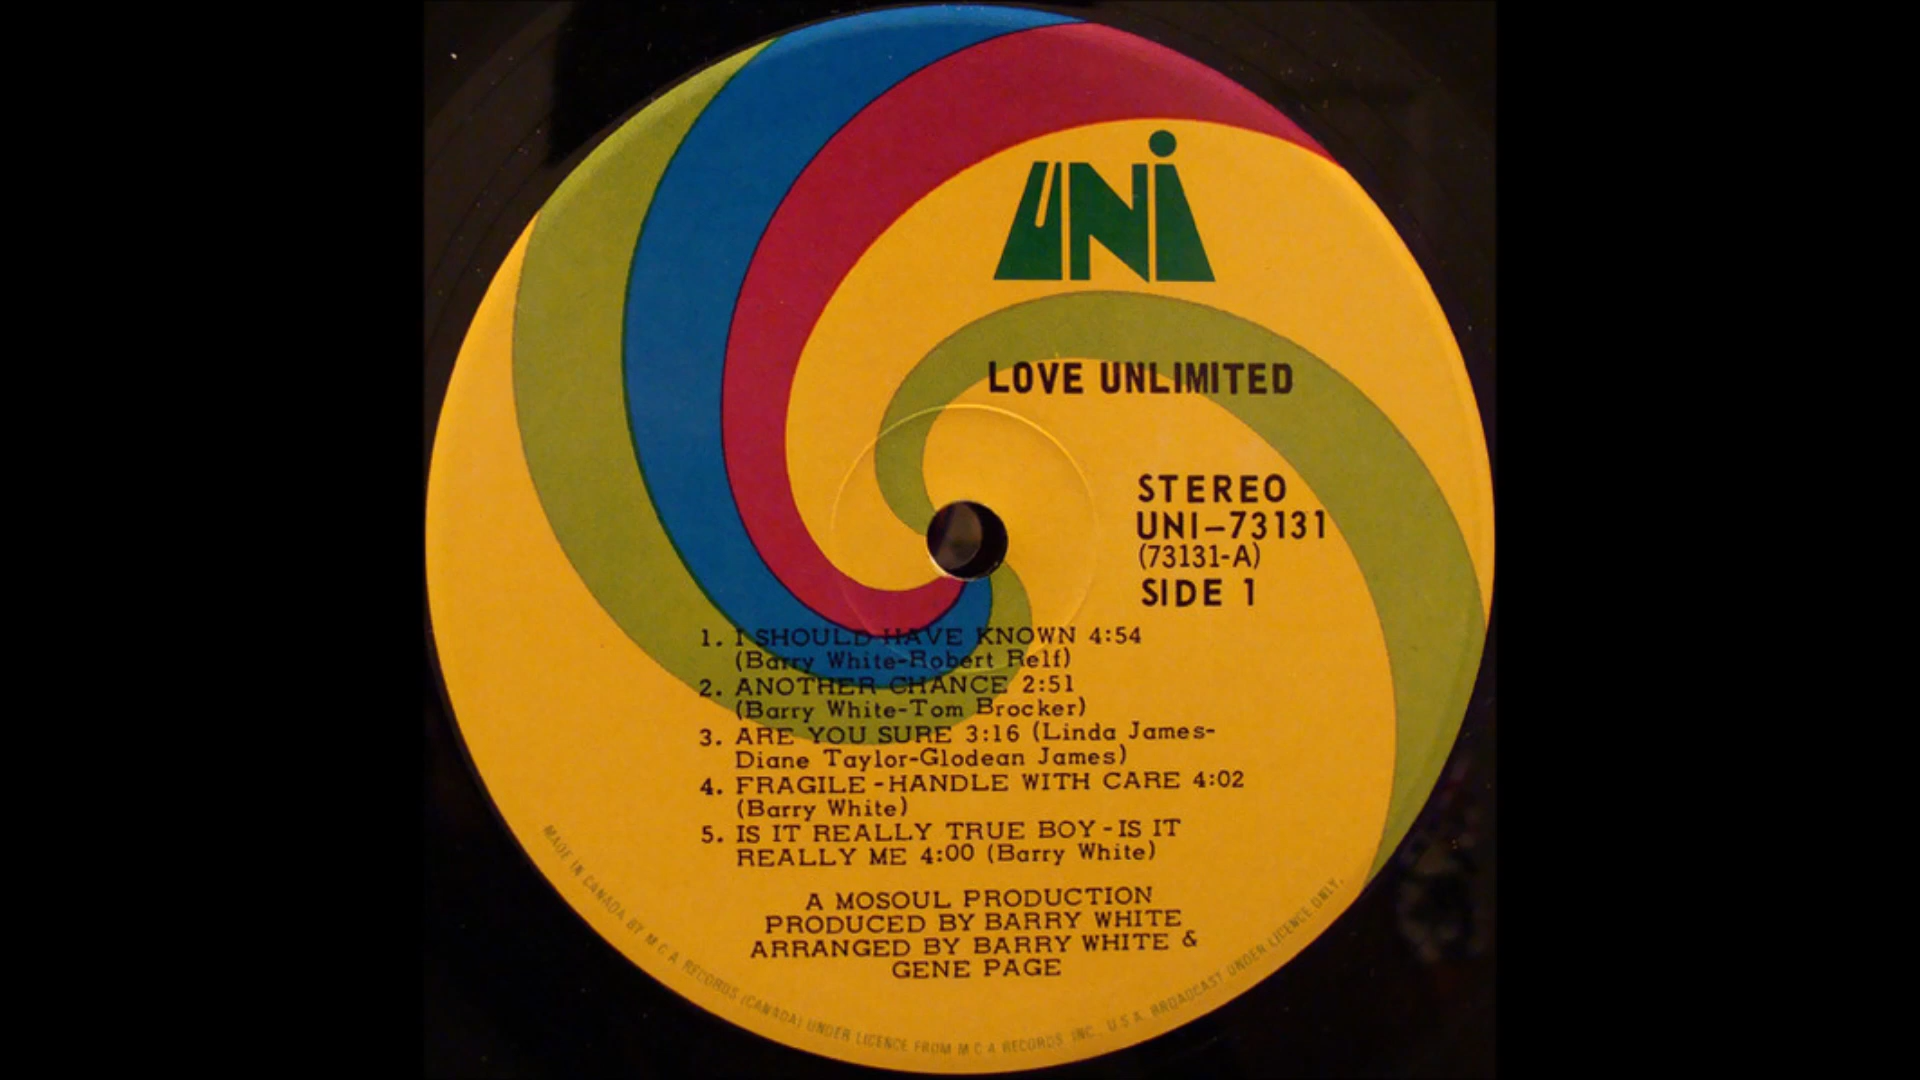 UNI
LOVE UNLIMITED
STEREO
UNI-73131
(73131-A)
SIDE 1
1. I SHOULD HAVE KNOWN 4:54
(Barry White-Robert Relf)
2. ANOTHER CHANCE 2:51
(Barry White-Tom Brocker)
3. ARE YOU SURE 3:16 (Linda James-
Diane Taylor-Glodean James)
4. FRAGILE-HANDLE WITH CARE 4:02
(Barry White)
5. IS IT REALLY TRUE BOY-IS IT
REALLY ME 4:00 (Barry White)
A MOSOUL PRODUCTION
PRODUCED BY BARRY WHITE
ARRANGED BY BARRY WHITE &
GENE PAGE
MADE IN CANADA BY M C A RECORDS (CANADA) UNDER LICENCE FROM M C A RECORDS INC., U.S.A. BROADCAST UNDER LICENCE ONLY.